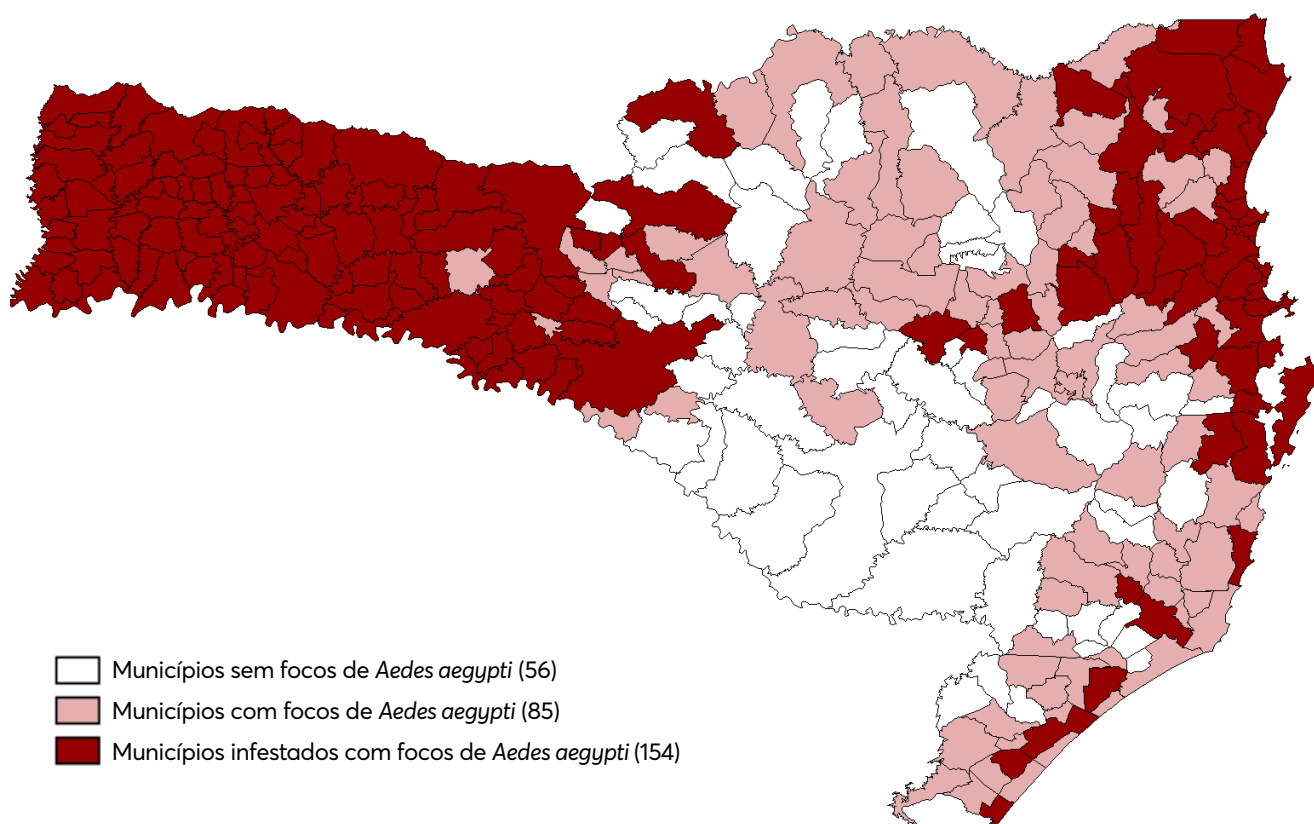 Municípios sem focos de Aedes aegypti (56)
Municípios com focos de Aedes aegypti (85)
Municípios infestados com focos de Aedes aegypti (154)